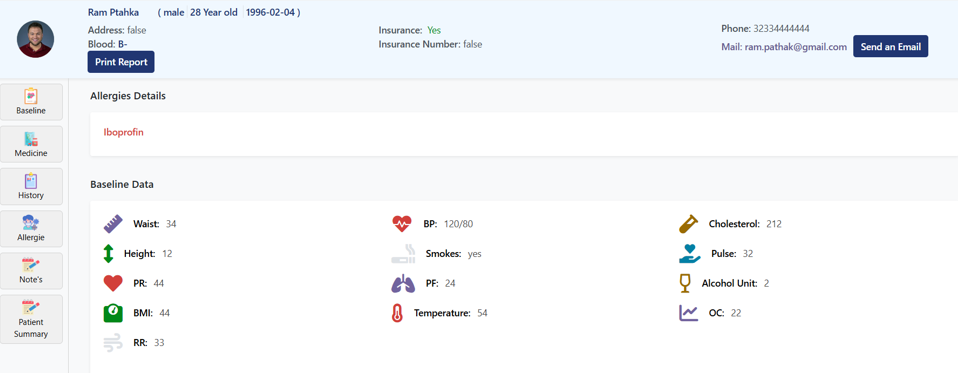 Ram Ptahka ( male 28 Year old 1996-02-04 )
Address: false
Blood: B-
Print Report
Insurance: Yes
Insurance Number: false
Phone: 32334444444
Mail: ram.pathak@gmail.com Send an Email
Baseline
Medicine
History
Allergie
Note's
Patient
Summary
Allergies Details
Iboprofin
Baseline Data
Waist: 34 BP: 120/80 Cholesterol: 212
Height: 12 Smokes: yes Pulse: 32
PR: 44 PF: 24 Alcohol Unit: 2
BMI: 44 Temperature: 54 OC: 22
RR: 33